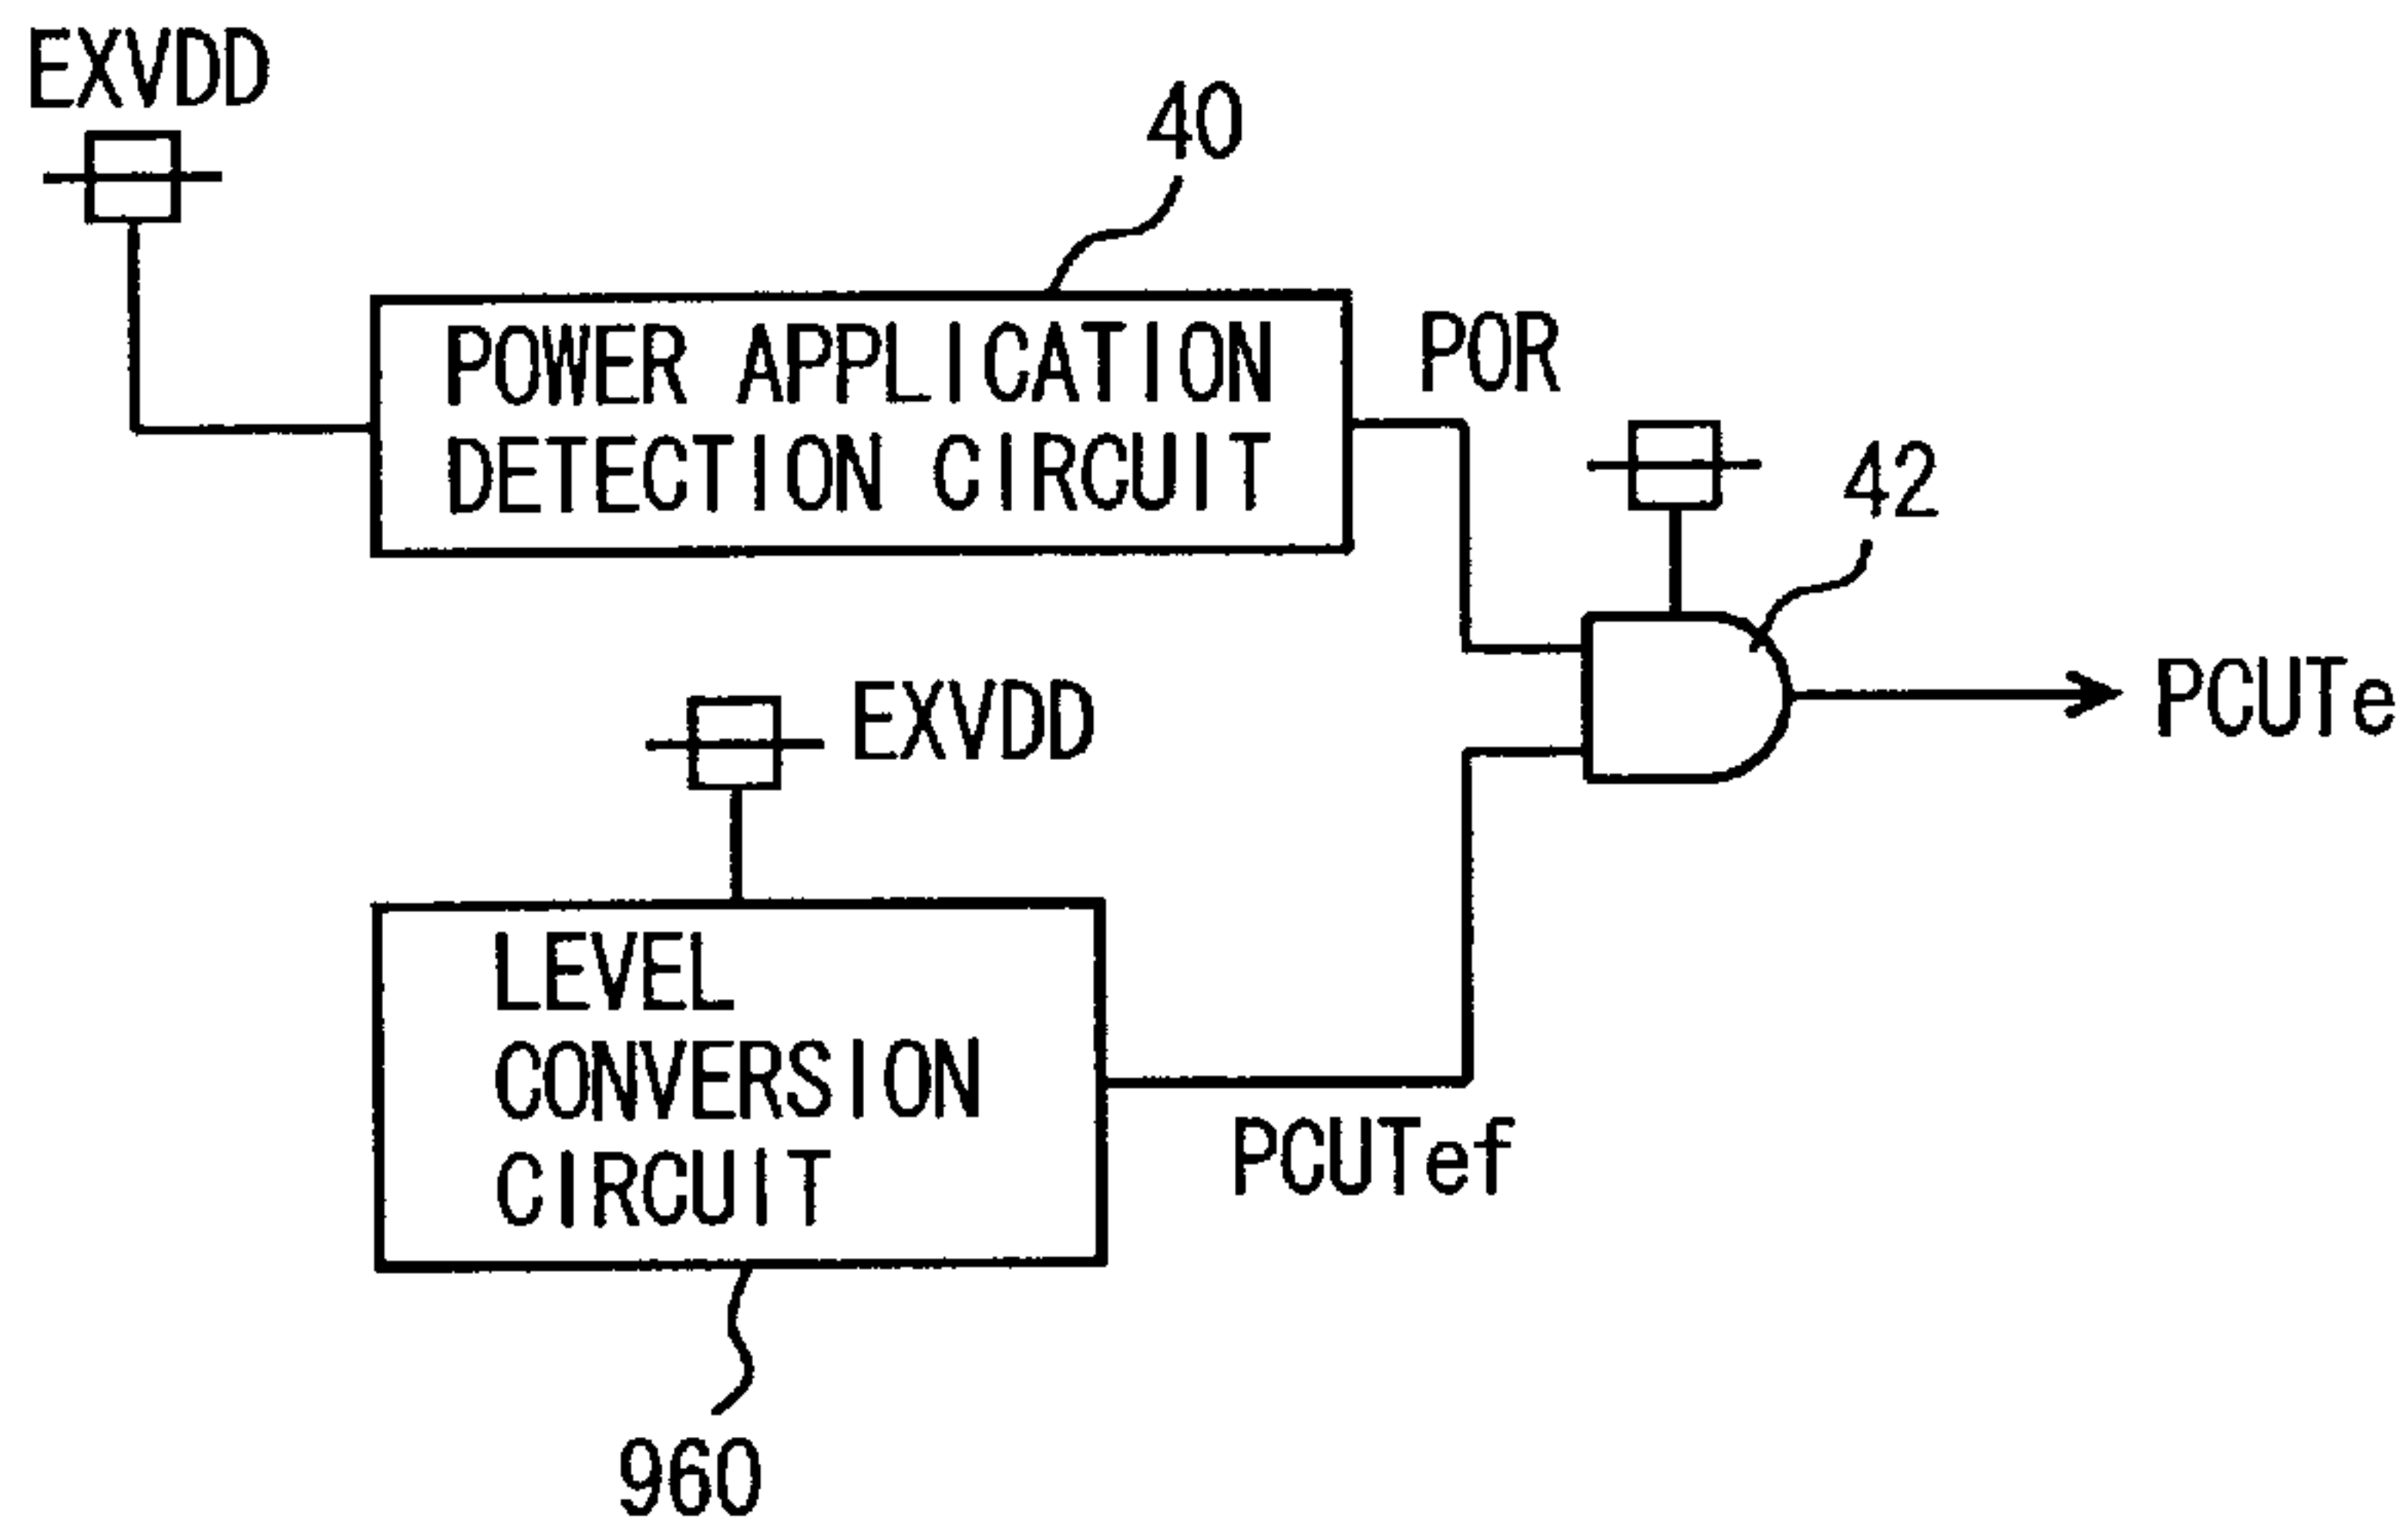 EXVDD
40
POWER APPLICATION
DETECTION CIRCUIT
POR
42
PCUTe
EXVDD
LEVEL
CONVERSION
CIRCUIT
PCUTef
960